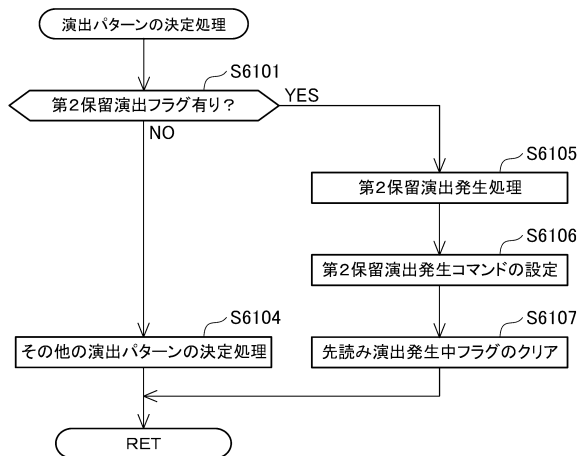 演出パターンの決定処理
S6101
第2保留演出フラグ有り?
YES
NO
S6105
第2保留演出発生処理
S6106
第2保留演出発生コマンドの設定
S6104
その他の演出パターンの決定処理
S6107
先読み演出発生中フラグのクリア
RET